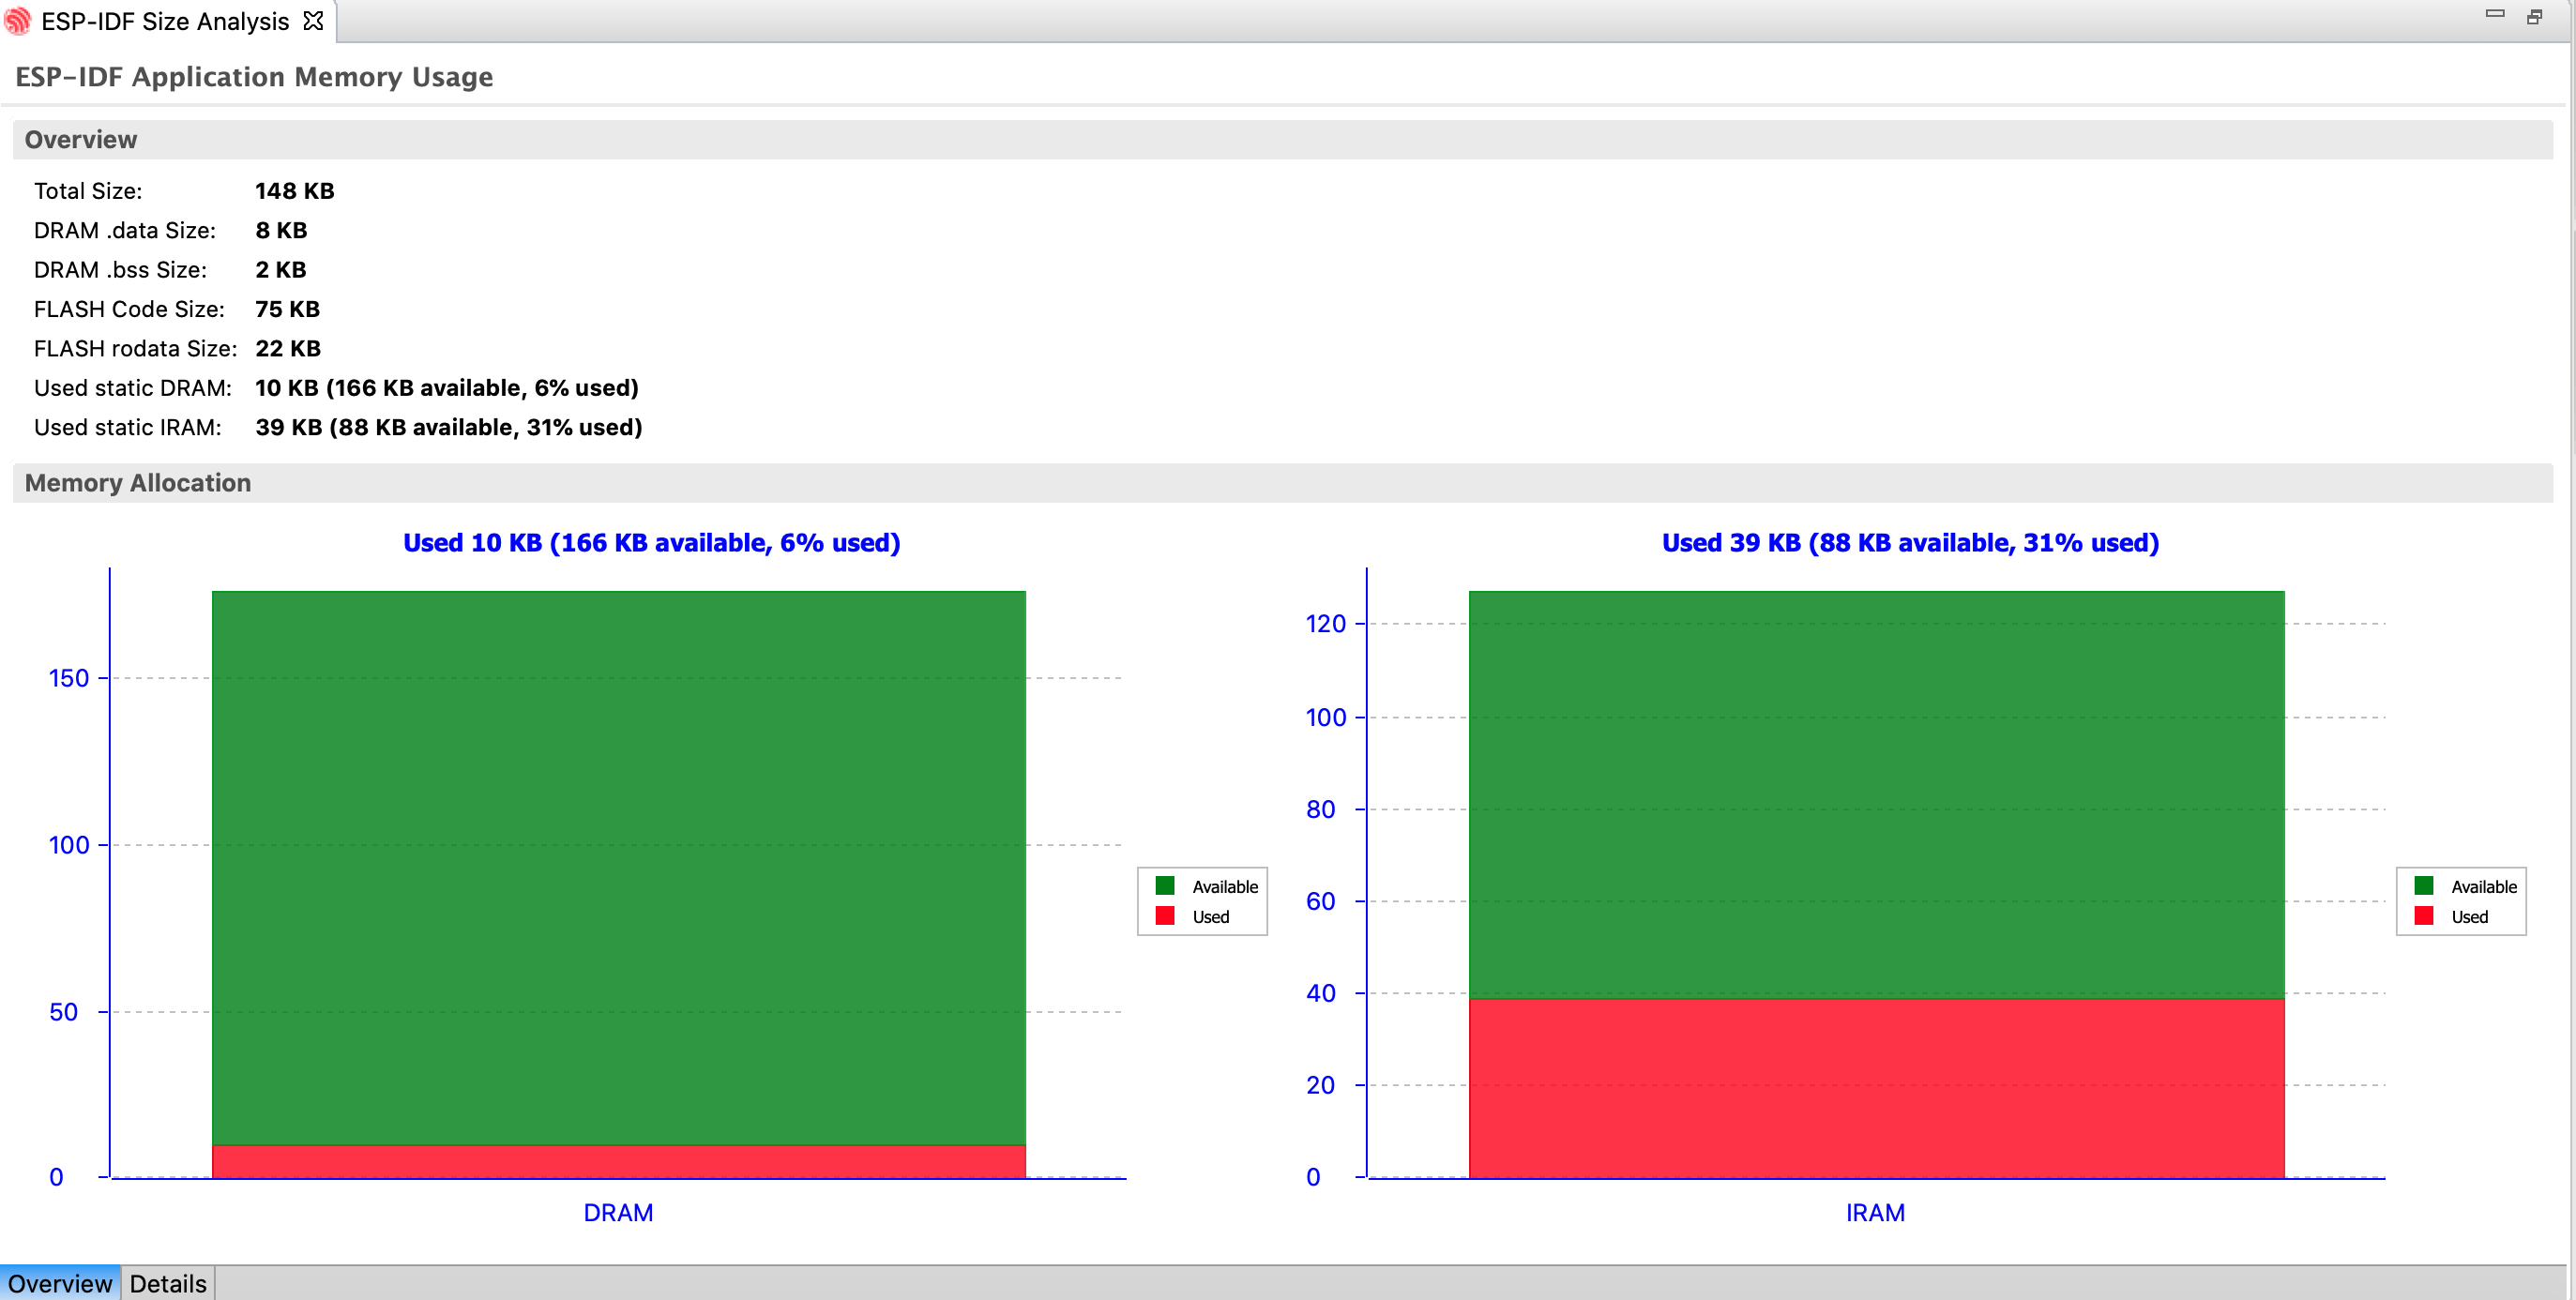 ESP-IDF Size Analysis
ESP-IDF Application Memory Usage
Overview
Total Size: 148 KB
DRAM .data Size: 8 KB
DRAM .bss Size: 2 KB
FLASH Code Size: 75 KB
FLASH rodata Size: 22 KB
Used static DRAM: 10 KB (166 KB available, 6% used)
Used static IRAM: 39 KB (88 KB available, 31% used)
Memory Allocation
Used 10 KB (166 KB available, 6% used)
150
100
50
0
DRAM
Available
Used
Used 39 KB (88 KB available, 31% used)
120
100
80
60
40
20
0
IRAM
Available
Used
Overview Details